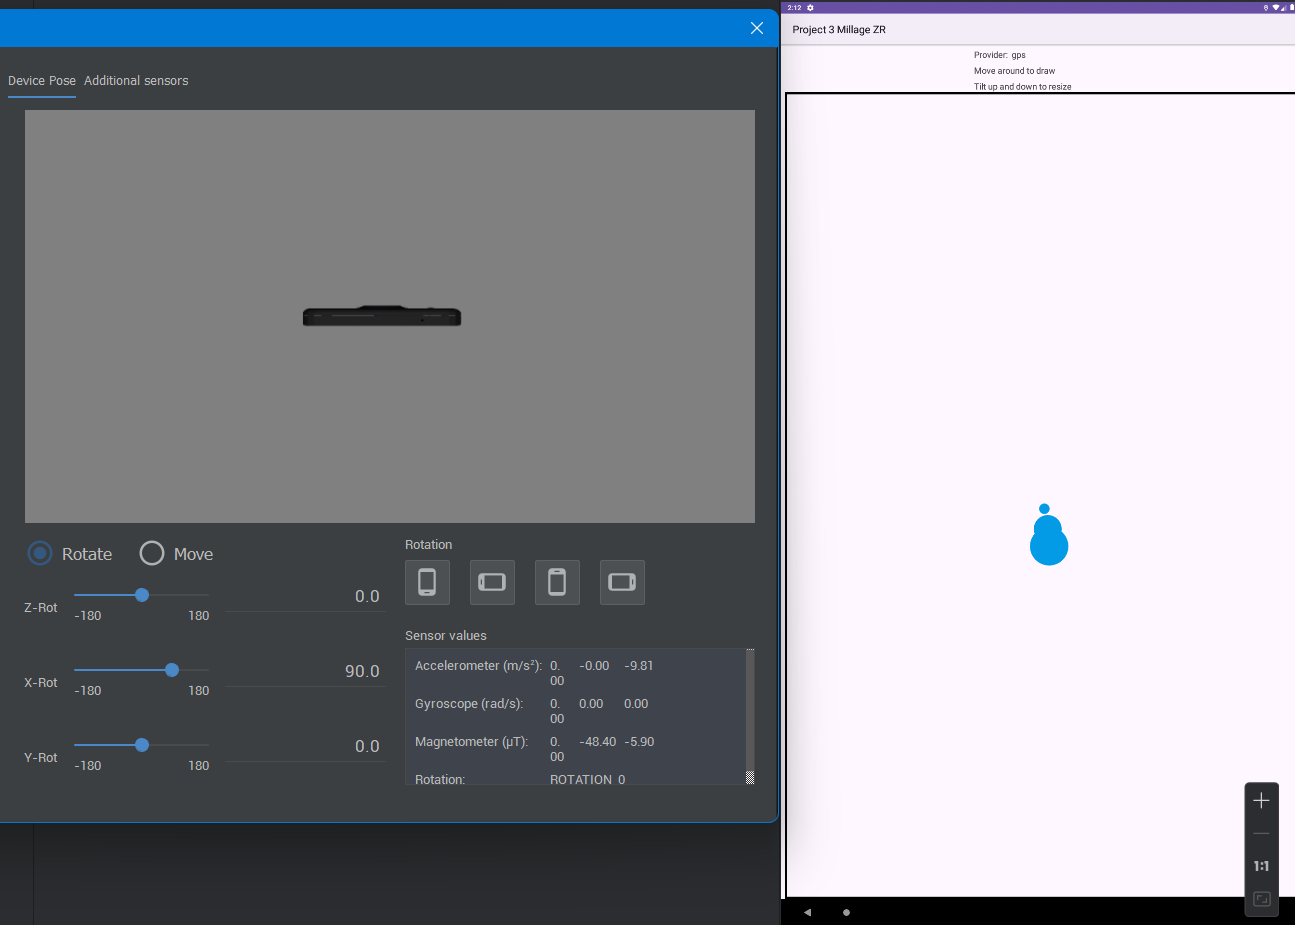 Device Pose Additional sensors
Rotate Move
Z-Rot
-180 180
0.0
X-Rot
-180 180
90.0
Y-Rot
-180 180
0.0
Rotation
Sensor values
Accelerometer (m/s²): 0.00 -0.00 -9.81
Gyroscope (rad/s): 0.00 0.00 0.00
Magnetometer (μT): 0.00 -48.40 -5.90
Rotation: ROTATION_0
2:12
Project 3 Millage ZR
Provider: gps
Move around to draw
Tilt up and down to resize
1:1